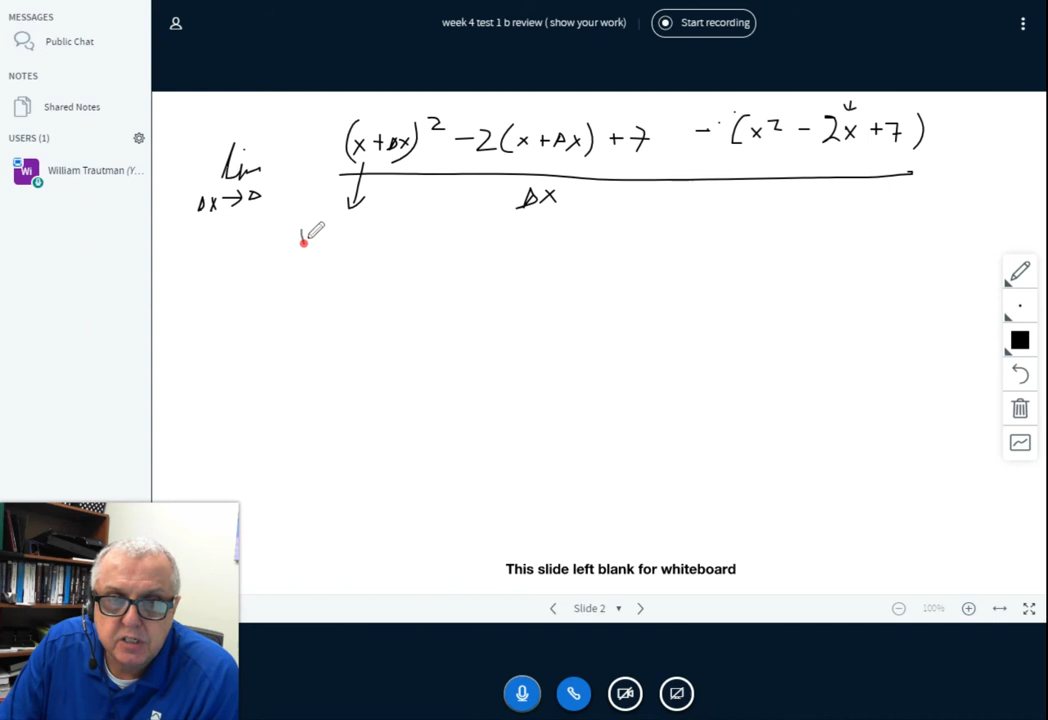 MESSAGES
week 4 test 1 b review ( show your work)
Start recording
Public Chat
NOTES
Shared Notes
USERS (1)
Wi
William Trautman (Y...
lim (x+Δx)² − 2(x+Δx) + 7 − (x² − 2x + 7)
Δx→0 Δx
This slide left blank for whiteboard
Slide 2
100%